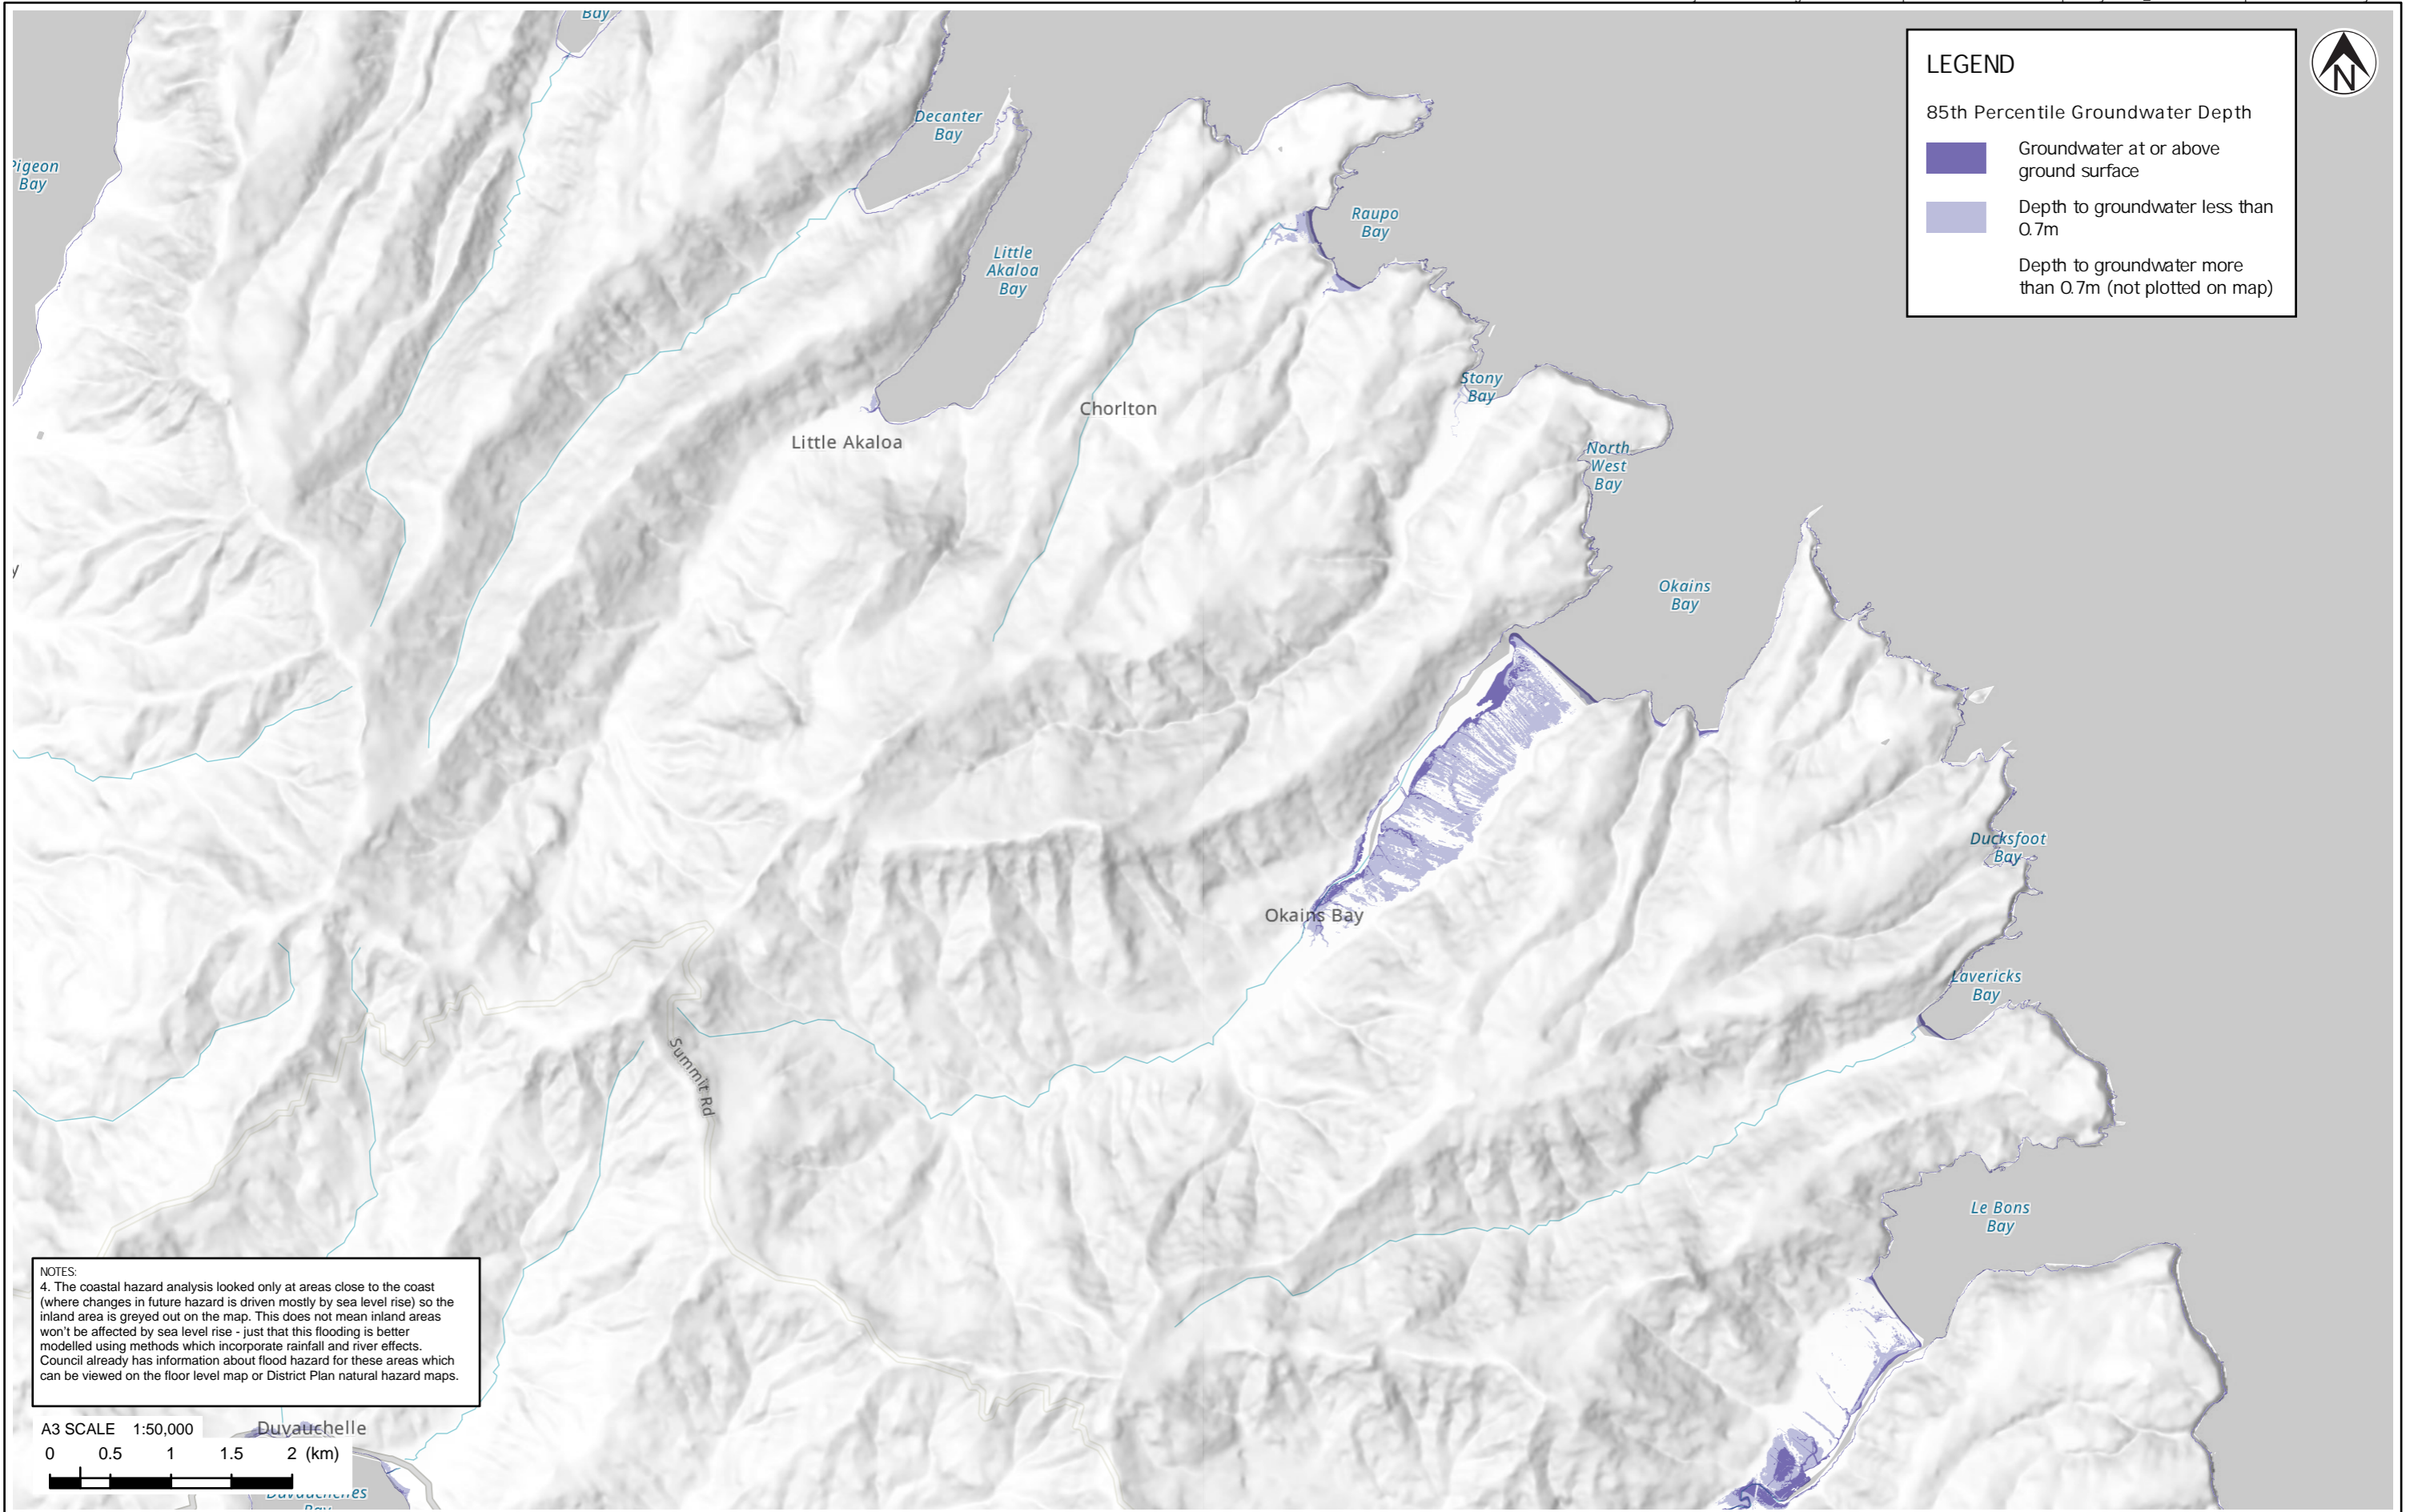 Bay
LEGEND
85th Percentile Groundwater Depth
Groundwater at or above
ground surface
Depth to groundwater less than
0.7m
Depth to groundwater more
than 0.7m (not plotted on map)
N
Decanter
Bay
Pigeon
Bay
Raupo
Bay
Little
Akaloa
Bay
Stony
Bay
Chorlton
Little Akaloa
North
West
Bay
y
Okains
Bay
Ducksfoot
Bay
Okains Bay
Lavericks
Bay
Summit Rd
Le Bons
Bay
NOTES:
4. The coastal hazard analysis looked only at areas close to the coast
(where changes in future hazard is driven mostly by sea level rise) so the
inland area is greyed out on the map. This does not mean inland areas
won't be affected by sea level rise - just that this flooding is better
modelled using methods which incorporate rainfall and river effects.
Council already has information about flood hazard for these areas which
can be viewed on the floor level map or District Plan natural hazard maps.
Duvauchelle
A3 SCALE 1:50,000
0 0.5 1 1.5 2 (km)
Duvauchelles
Bay